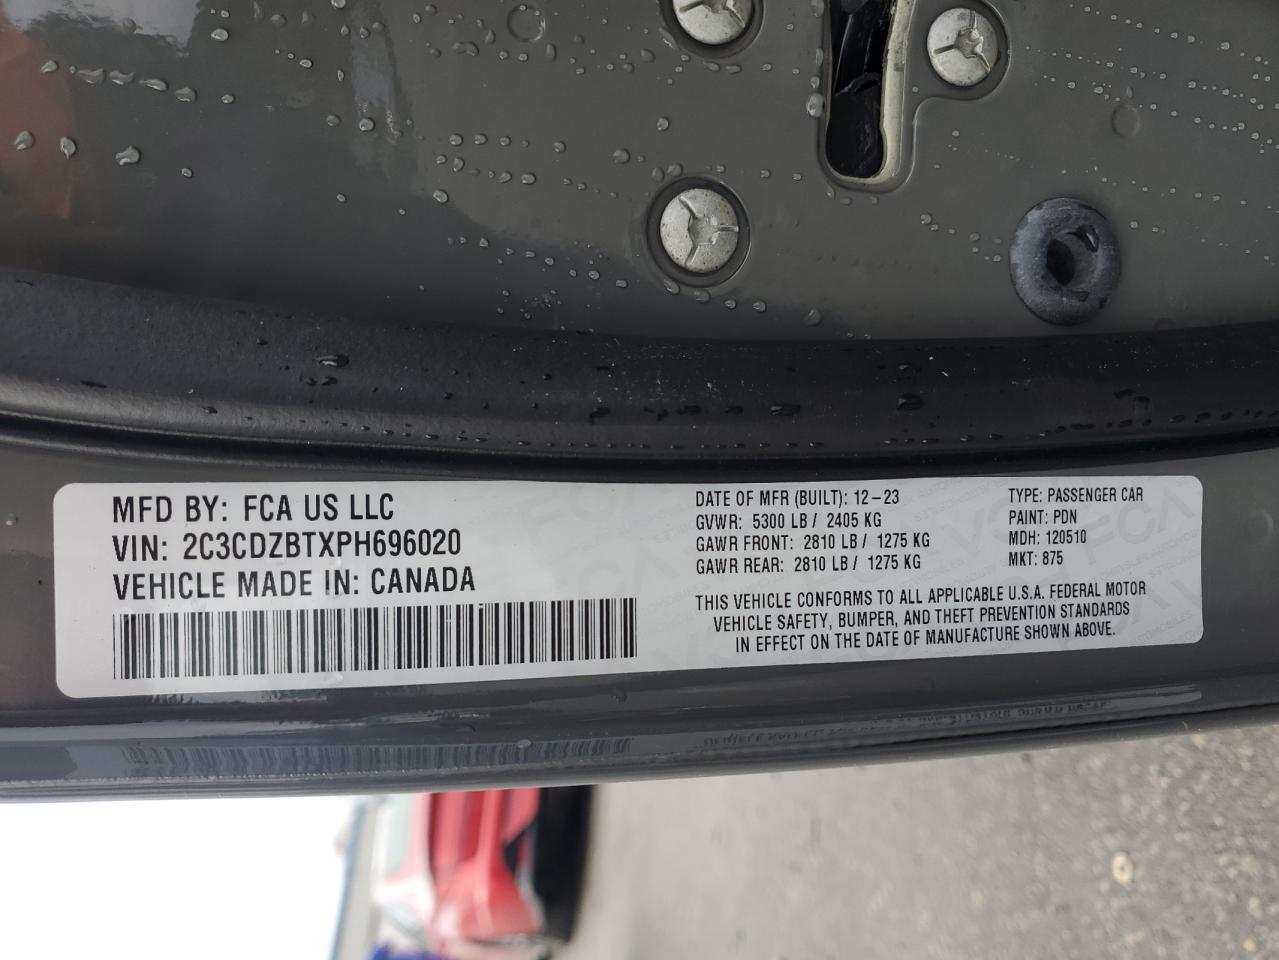 MFD BY: FCA US LLC
VIN: 2C3CDZBTXPH696020
VEHICLE MADE IN: CANADA
DATE OF MFR (BUILT): 12-23
GVWR: 5300 LB / 2405 KG
GAWR FRONT: 2810 LB / 1275 KG
GAWR REAR: 2810 LB / 1275 KG
TYPE: PASSENGER CAR
PAINT: PDN
MDH: 120510
MKT: 875
THIS VEHICLE CONFORMS TO ALL APPLICABLE U.S.A. FEDERAL MOTOR
VEHICLE SAFETY, BUMPER, AND THEFT PREVENTION STANDARDS
IN EFFECT ON THE DATE OF MANUFACTURE SHOWN ABOVE.